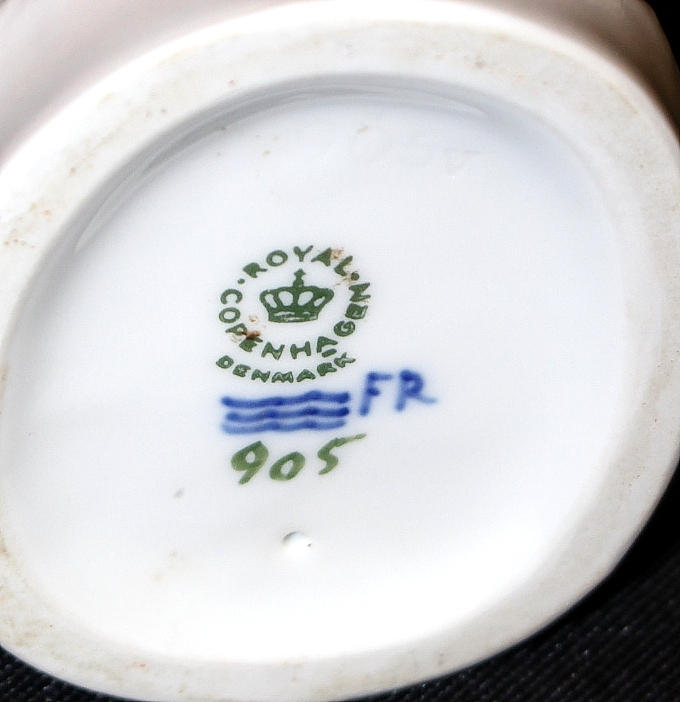 ROYAL·
COPENHAGEN·
DENMARK
FR
905